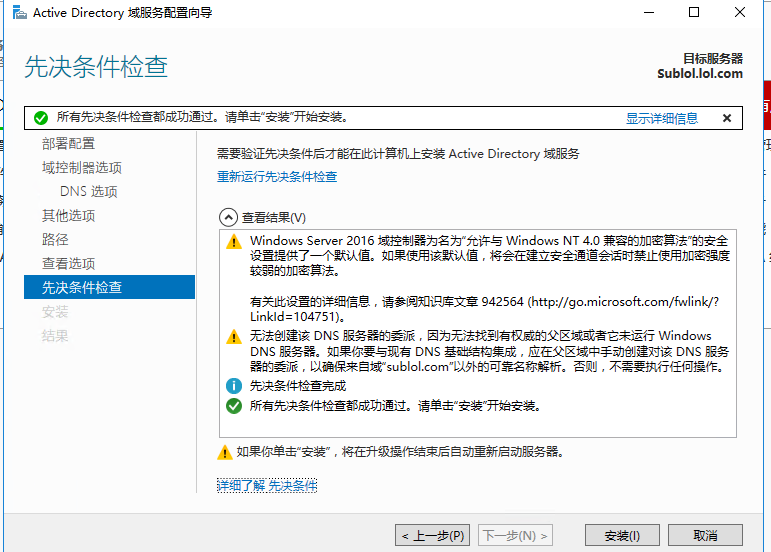 Active Directory 域服务配置向导
先决条件检查
目标服务器
Sublol.lol.com
所有先决条件检查都成功通过。请单击“安装”开始安装。
显示详细信息
部署配置
域控制器选项
DNS 选项
其他选项
路径
查看选项
先决条件检查
安装
结果
需要验证先决条件后才能在此计算机上安装 Active Directory 域服务
重新运行先决条件检查
查看结果(V)
Windows Server 2016 域控制器为名为“允许与 Windows NT 4.0 兼容的加密算法”的安全
设置提供了一个默认值。如果使用该默认值，将会在建立安全通道会话时禁止使用加密强度
较弱的加密算法。
有关此设置的详细信息，请参阅知识库文章 942564 (http://go.microsoft.com/fwlink/?
LinkId=104751)。
无法创建该 DNS 服务器的委派，因为无法找到有权威的父区域或者它未运行 Windows
DNS 服务器。如果你要与现有 DNS 基础结构集成，应在父区域中手动创建对该 DNS 服务
器的委派，以确保来自域“sublol.com”以外的可靠名称解析。否则，不需要执行任何操作。
先决条件检查完成
所有先决条件检查都成功通过。请单击“安装”开始安装。
如果你单击“安装”，将在升级操作结束后自动重新启动服务器。
详细了解 先决条件
< 上一步(P)
下一步(N) >
安装(I)
取消